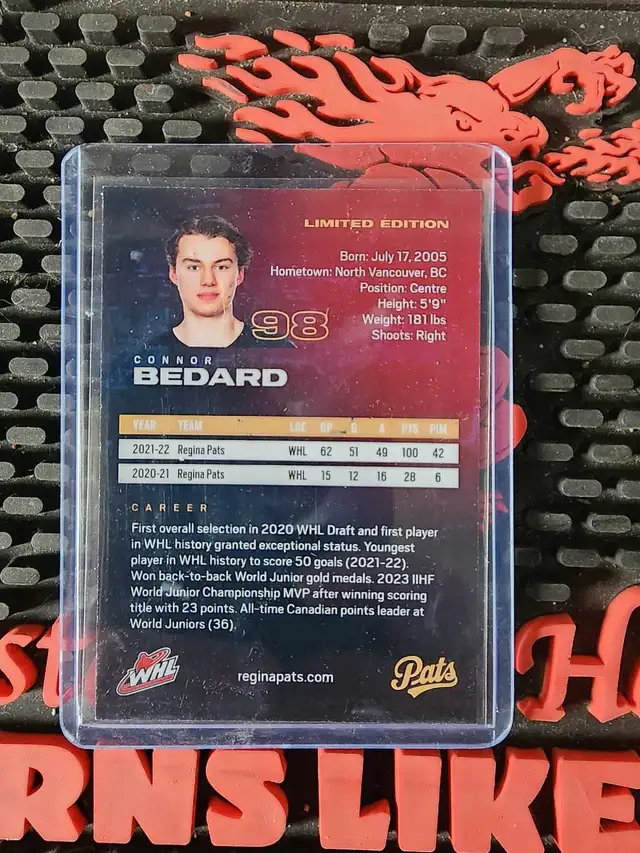 LIMITED EDITION
Born: July 17, 2005
Hometown: North Vancouver, BC
Position: Centre
Height: 5'9"
Weight: 181 lbs
Shoots: Right
98
CONNOR
BEDARD
YEAR TEAM LGE GP G A PTS PIM
2021-22 Regina Pats WHL 62 51 49 100 42
2020-21 Regina Pats WHL 15 12 16 28 6
CAREER
First overall selection in 2020 WHL Draft and first player
in WHL history granted exceptional status. Youngest
player in WHL history to score 50 goals (2021-22).
Won back-to-back World Junior gold medals. 2023 IIHF
World Junior Championship MVP after winning scoring
title with 23 points. All-time Canadian points leader at
World Juniors (36).
WHL
reginapats.com
Pats
RNS LIKE